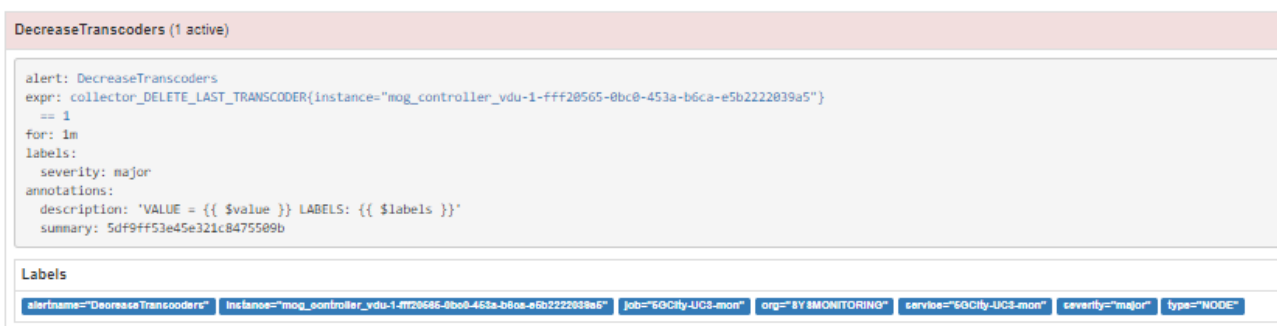 DecreaseTranscoders (1 active)
alert: DecreaseTranscoders
expr: collector_DELETE_LAST_TRANSCODER{instance="mog_controller_vdu-1-fff20565-0bc0-453a-b6ca-e5b2222039a5"}
== 1
for: 1m
labels:
severity: major
annotations:
description: 'VALUE = {{ $value }} LABELS: {{ $labels }}'
summary: 5df9ff53e45e321c8475509b
Labels
alertname="DecreaseTranscoders" instance="mog_controller_vdu-1-fff20565-0bc0-453a-b6ca-e5b2222039a5" job="5GCity-UC3-mon" org="SYSMONITORING" service="5GCity-UC3-mon" severity="major" type="NODE"